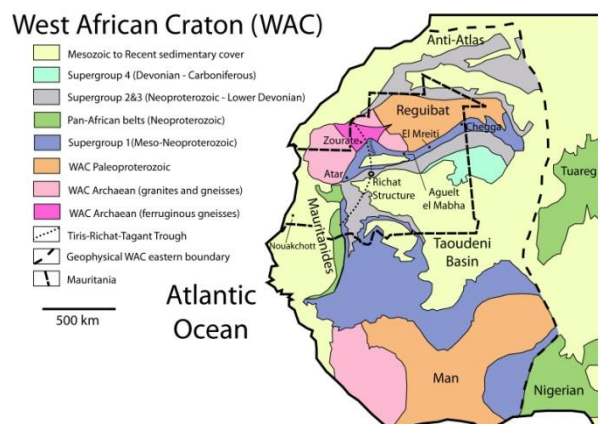 West African Craton (WAC)
Mesozoic to Recent sedimentary cover
Supergroup 4 (Devonian - Carboniferous)
Supergroup 2&3 (Neoproterozoic - Lower Devonian)
Pan-African belts (Neoproterozoic)
Supergroup 1(Meso-Neoproterozoic)
WAC Paleoproterozoic
WAC Archaean (granites and gneisses)
WAC Archaean (ferruginous gneisses)
Tiris-Richat-Tagant Trough
Geophysical WAC eastern boundary
Mauritania
500 km
Atlantic
Ocean
Anti-Atlas
Reguibat
Zourate
El Mreiti
Chegga
Atar
Richat
Structure
Aguelt
el Mabha
Tuareg
Mauritanides
Nouakchott
Taoudeni
Basin
Man
Nigerian